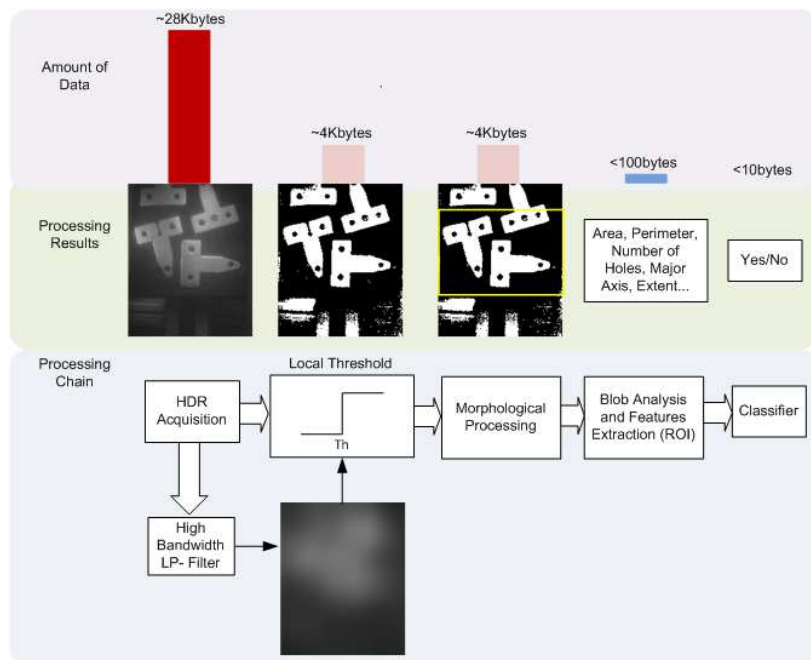 ~28Kbytes
Amount of
Data
~4Kbytes
~4Kbytes
<100bytes
<10bytes
Processing
Results
Area, Perimeter,
Number of
Holes, Major
Axis, Extent...
Yes/No
Processing
Chain
Local Threshold
HDR
Acquisition
Th
Morphological
Processing
Blob Analysis
and Features
Extraction (ROI)
Classifier
High
Bandwidth
LP- Filter